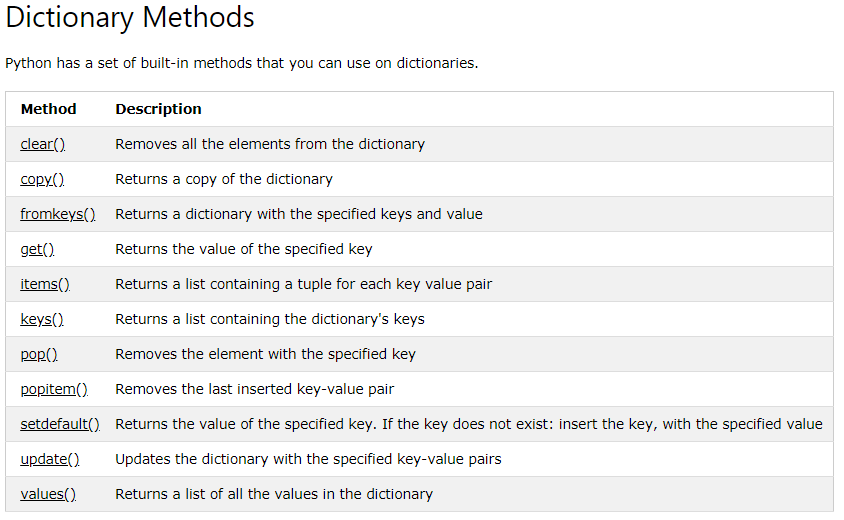 Dictionary Methods
Python has a set of built-in methods that you can use on dictionaries.
Method Description
clear() Removes all the elements from the dictionary
copy() Returns a copy of the dictionary
fromkeys() Returns a dictionary with the specified keys and value
get() Returns the value of the specified key
items() Returns a list containing a tuple for each key value pair
keys() Returns a list containing the dictionary's keys
pop() Removes the element with the specified key
popitem() Removes the last inserted key-value pair
setdefault() Returns the value of the specified key. If the key does not exist: insert the key, with the specified value
update() Updates the dictionary with the specified key-value pairs
values() Returns a list of all the values in the dictionary